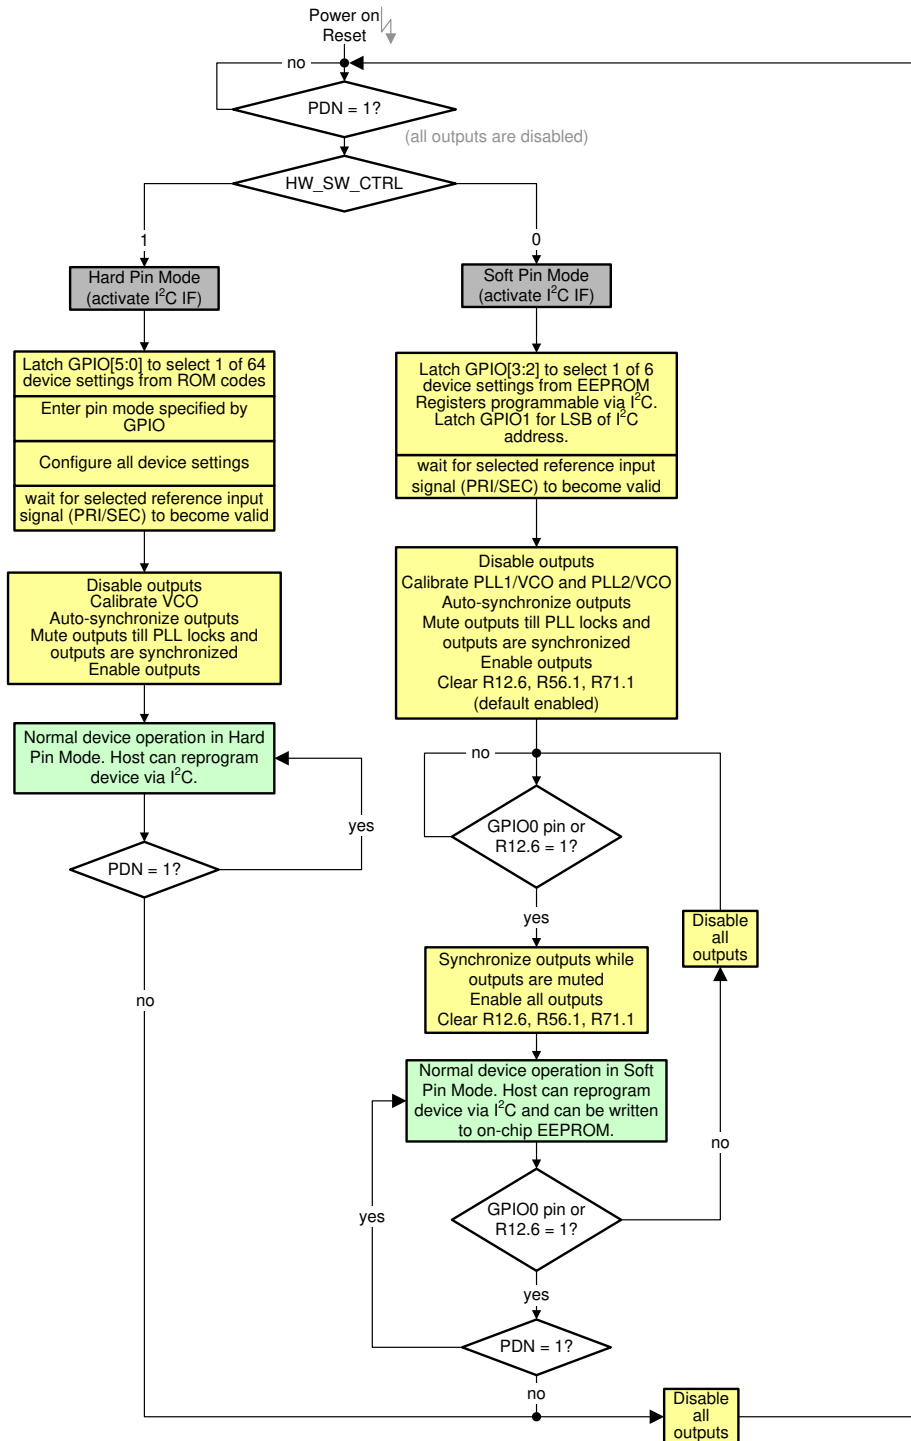 Power on
Reset
no
PDN = 1?
(all outputs are disabled)
HW_SW_CTRL
1
0
Hard Pin Mode
(activate I²C IF)
Latch GPIO[5:0] to select 1 of 64
device settings from ROM codes
Enter pin mode specified by
GPIO
Configure all device settings
wait for selected reference input
signal (PRI/SEC) to become valid
Disable outputs
Calibrate VCO
Auto-synchronize outputs
Mute outputs till PLL locks and
outputs are synchronized
Enable outputs
Normal device operation in Hard
Pin Mode. Host can reprogram
device via I²C.
yes
PDN = 1?
no
Soft Pin Mode
(activate I²C IF)
Latch GPIO[3:2] to select 1 of 6
device settings from EEPROM
Registers programmable via I²C.
Latch GPIO1 for LSB of I²C
address.
wait for selected reference input
signal (PRI/SEC) to become valid
Disable outputs
Calibrate PLL1/VCO and PLL2/VCO
Auto-synchronize outputs
Mute outputs till PLL locks and
outputs are synchronized
Enable outputs
Clear R12.6, R56.1, R71.1
(default enabled)
no
GPIO0 pin or
R12.6 = 1?
yes
Disable
all
outputs
Synchronize outputs while
outputs are muted
Enable all outputs
Clear R12.6, R56.1, R71.1
Normal device operation in Soft
Pin Mode. Host can reprogram
device via I²C and can be written
to on-chip EEPROM.
no
GPIO0 pin or
R12.6 = 1?
yes
yes
PDN = 1?
no
Disable
all
outputs